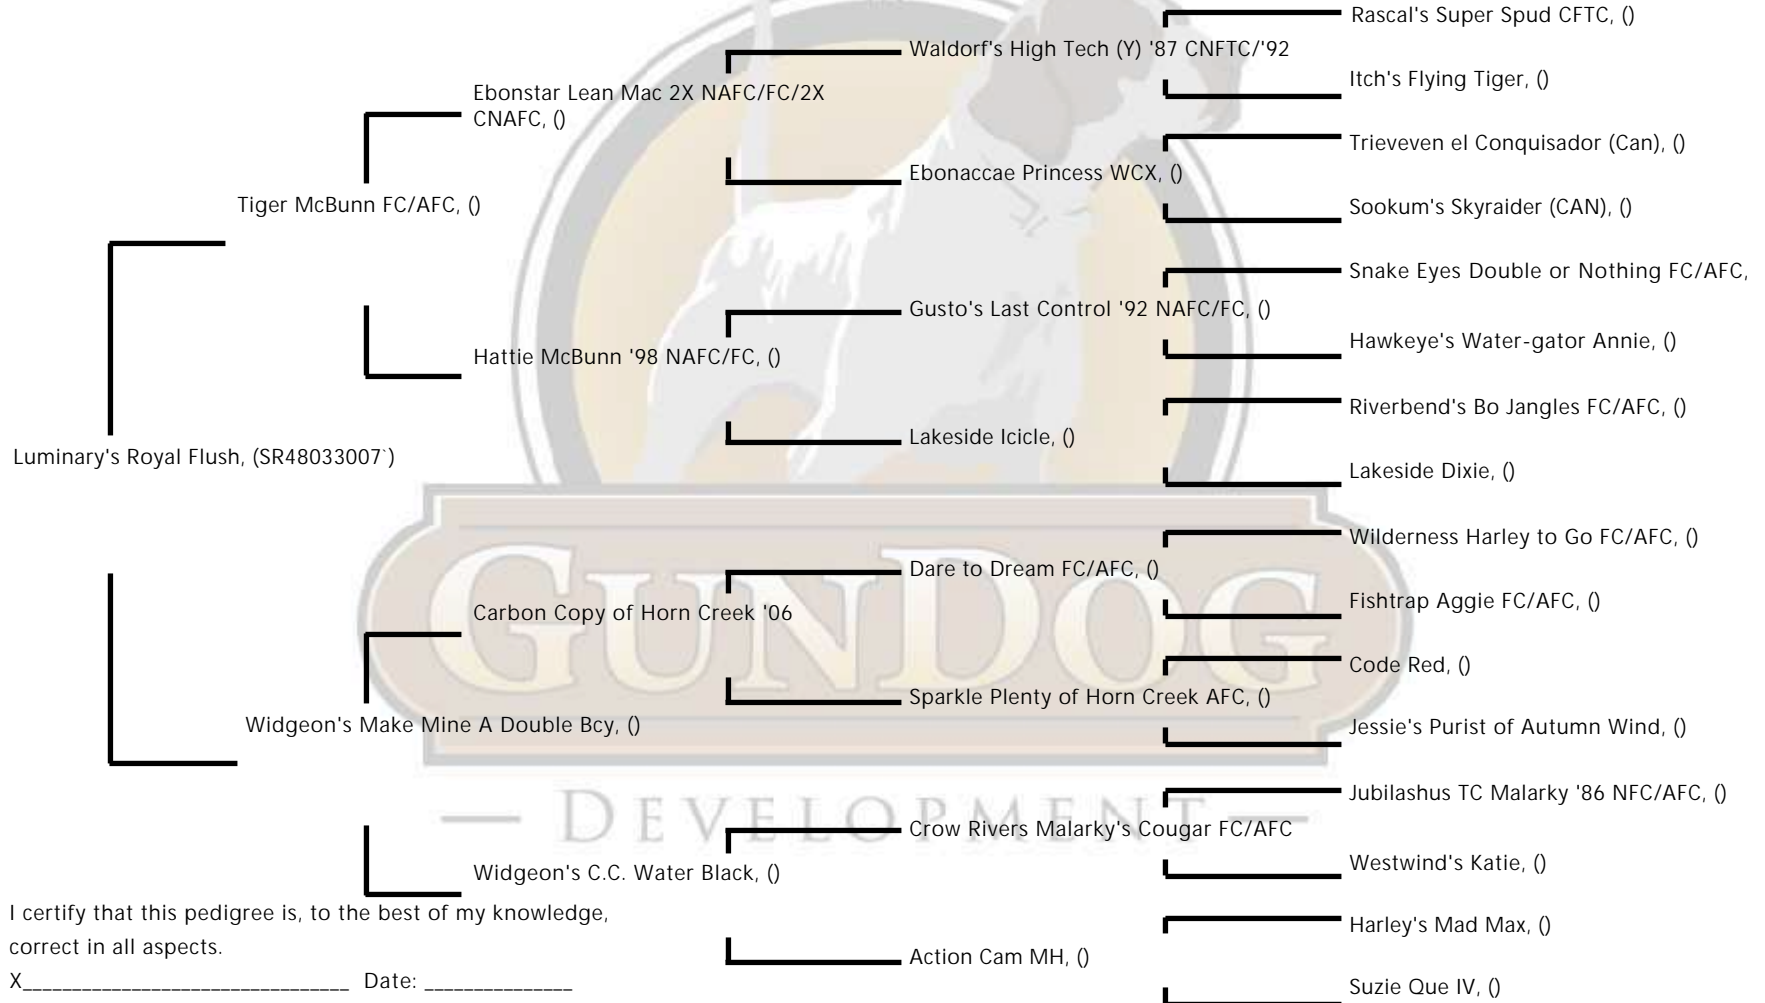 Rascal's Super Spud CFTC, ()
Waldorf's High Tech (Y) '87 CNFTC/'92
Itch's Flying Tiger, ()
Ebonstar Lean Mac 2X NAFC/FC/2X
CNAFC, ()
Trieveven el Conquisador (Can), ()
Ebonaccae Princess WCX, ()
Sookum's Skyraider (CAN), ()
Tiger McBunn FC/AFC, ()
Snake Eyes Double or Nothing FC/AFC,
Gusto's Last Control '92 NAFC/FC, ()
Hawkeye's Water-gator Annie, ()
Hattie McBunn '98 NAFC/FC, ()
Riverbend's Bo Jangles FC/AFC, ()
Lakeside Icicle, ()
Lakeside Dixie, ()
Luminary's Royal Flush, (SR48033007`)
Wilderness Harley to Go FC/AFC, ()
Dare to Dream FC/AFC, ()
Fishtrap Aggie FC/AFC, ()
Carbon Copy of Horn Creek '06
GUNDOG
Code Red, ()
Sparkle Plenty of Horn Creek AFC, ()
Jessie's Purist of Autumn Wind, ()
Widgeon's Make Mine A Double Bcy, ()
Jubilashus TC Malarky '86 NFC/AFC, ()
— DEVELOPMENT —
Crow Rivers Malarky's Cougar FC/AFC
Westwind's Katie, ()
Widgeon's C.C. Water Black, ()
Harley's Mad Max, ()
Action Cam MH, ()
Suzie Que IV, ()
I certify that this pedigree is, to the best of my knowledge,
correct in all aspects.
X_________________________________ Date: _______________